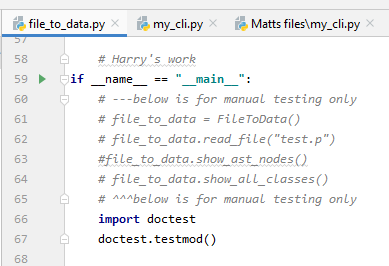 file_to_data.py × my_cli.py × Matts files\my_cli.py
57
58 # Harry's work
59 if __name__ == "__main__":
60 # ---below is for manual testing only
61 # file_to_data = FileToData()
62 # file_to_data.read_file("test.p")
63 #file_to_data.show_ast_nodes()
64 # file_to_data.show_all_classes()
65 # ^^^below is for manual testing only
66 import doctest
67 doctest.testmod()
68